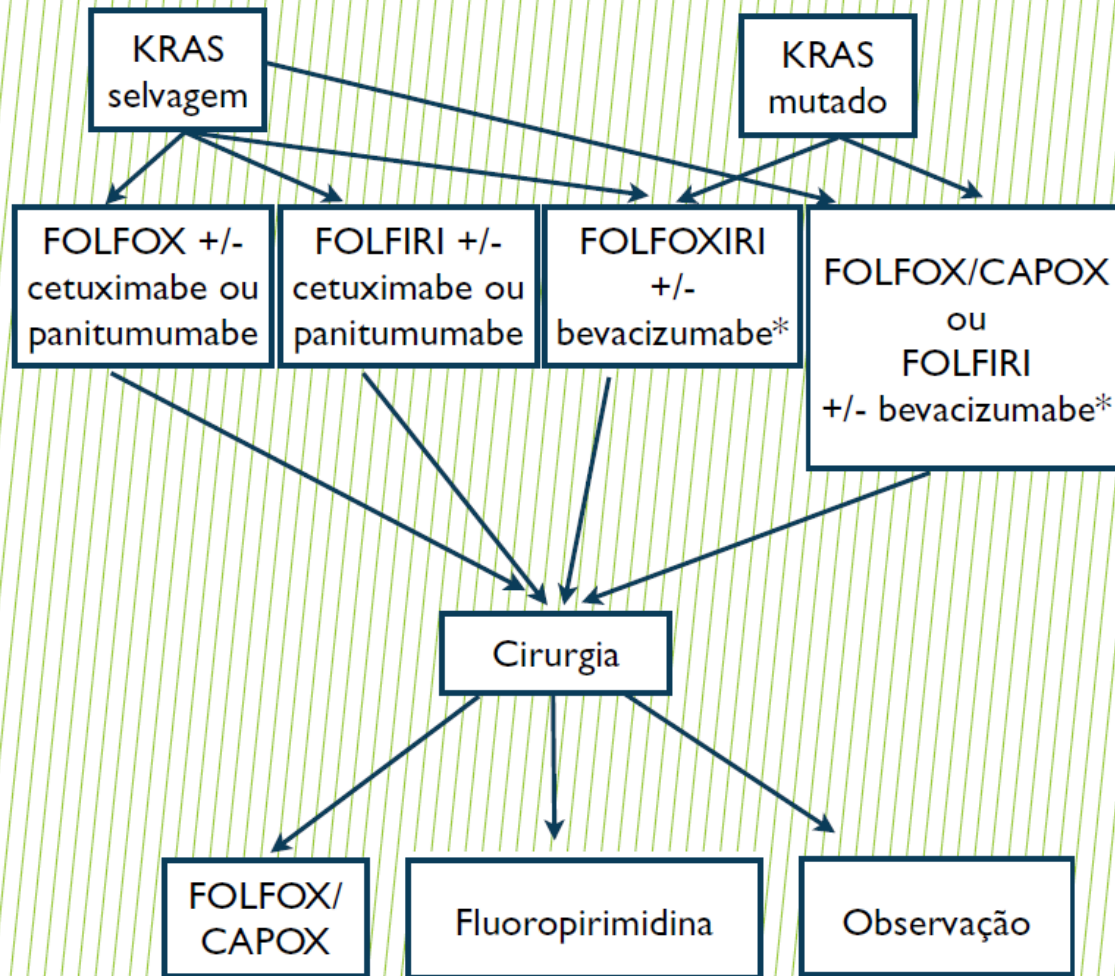 KRAS
selvagem
KRAS
mutado
FOLFOX +/-
cetuximabe ou
panitumumabe
FOLFIRI +/-
cetuximabe ou
panitumumabe
FOLFOXIRI
+/-
bevacizumabe*
FOLFOX/CAPOX
ou
FOLFIRI
+/- bevacizumabe*
Cirurgia
FOLFOX/
CAPOX
Fluoropirimidina
Observação